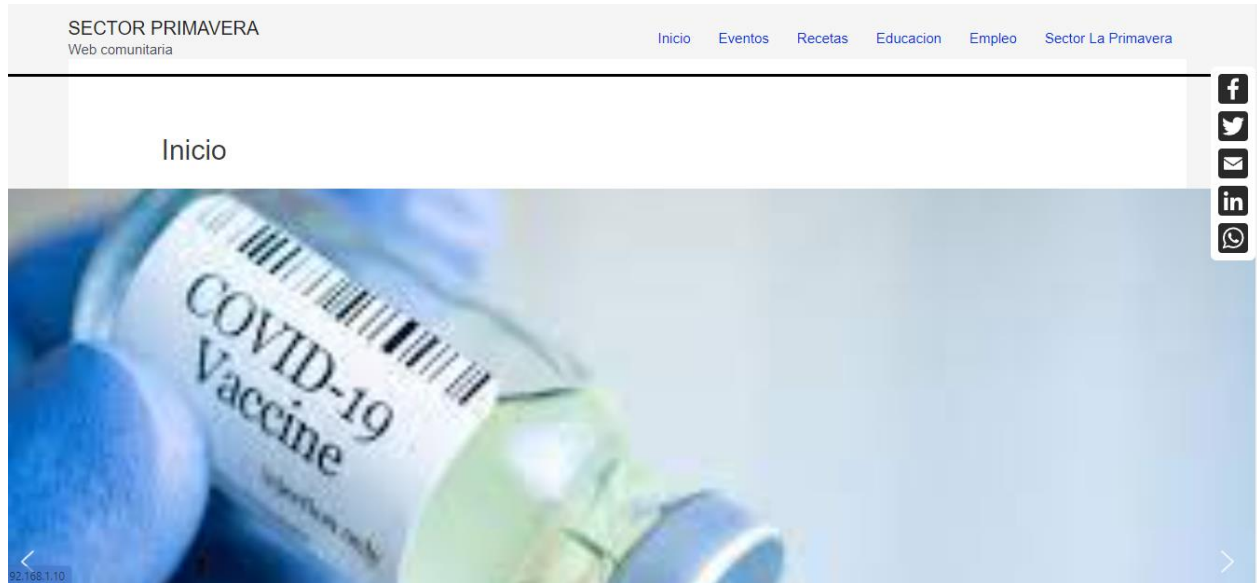 SECTOR PRIMAVERA
Web comunitaria
Inicio Eventos Recetas Educacion Empleo Sector La Primavera
Inicio
COVID-19
Vaccine
92.168.1.10